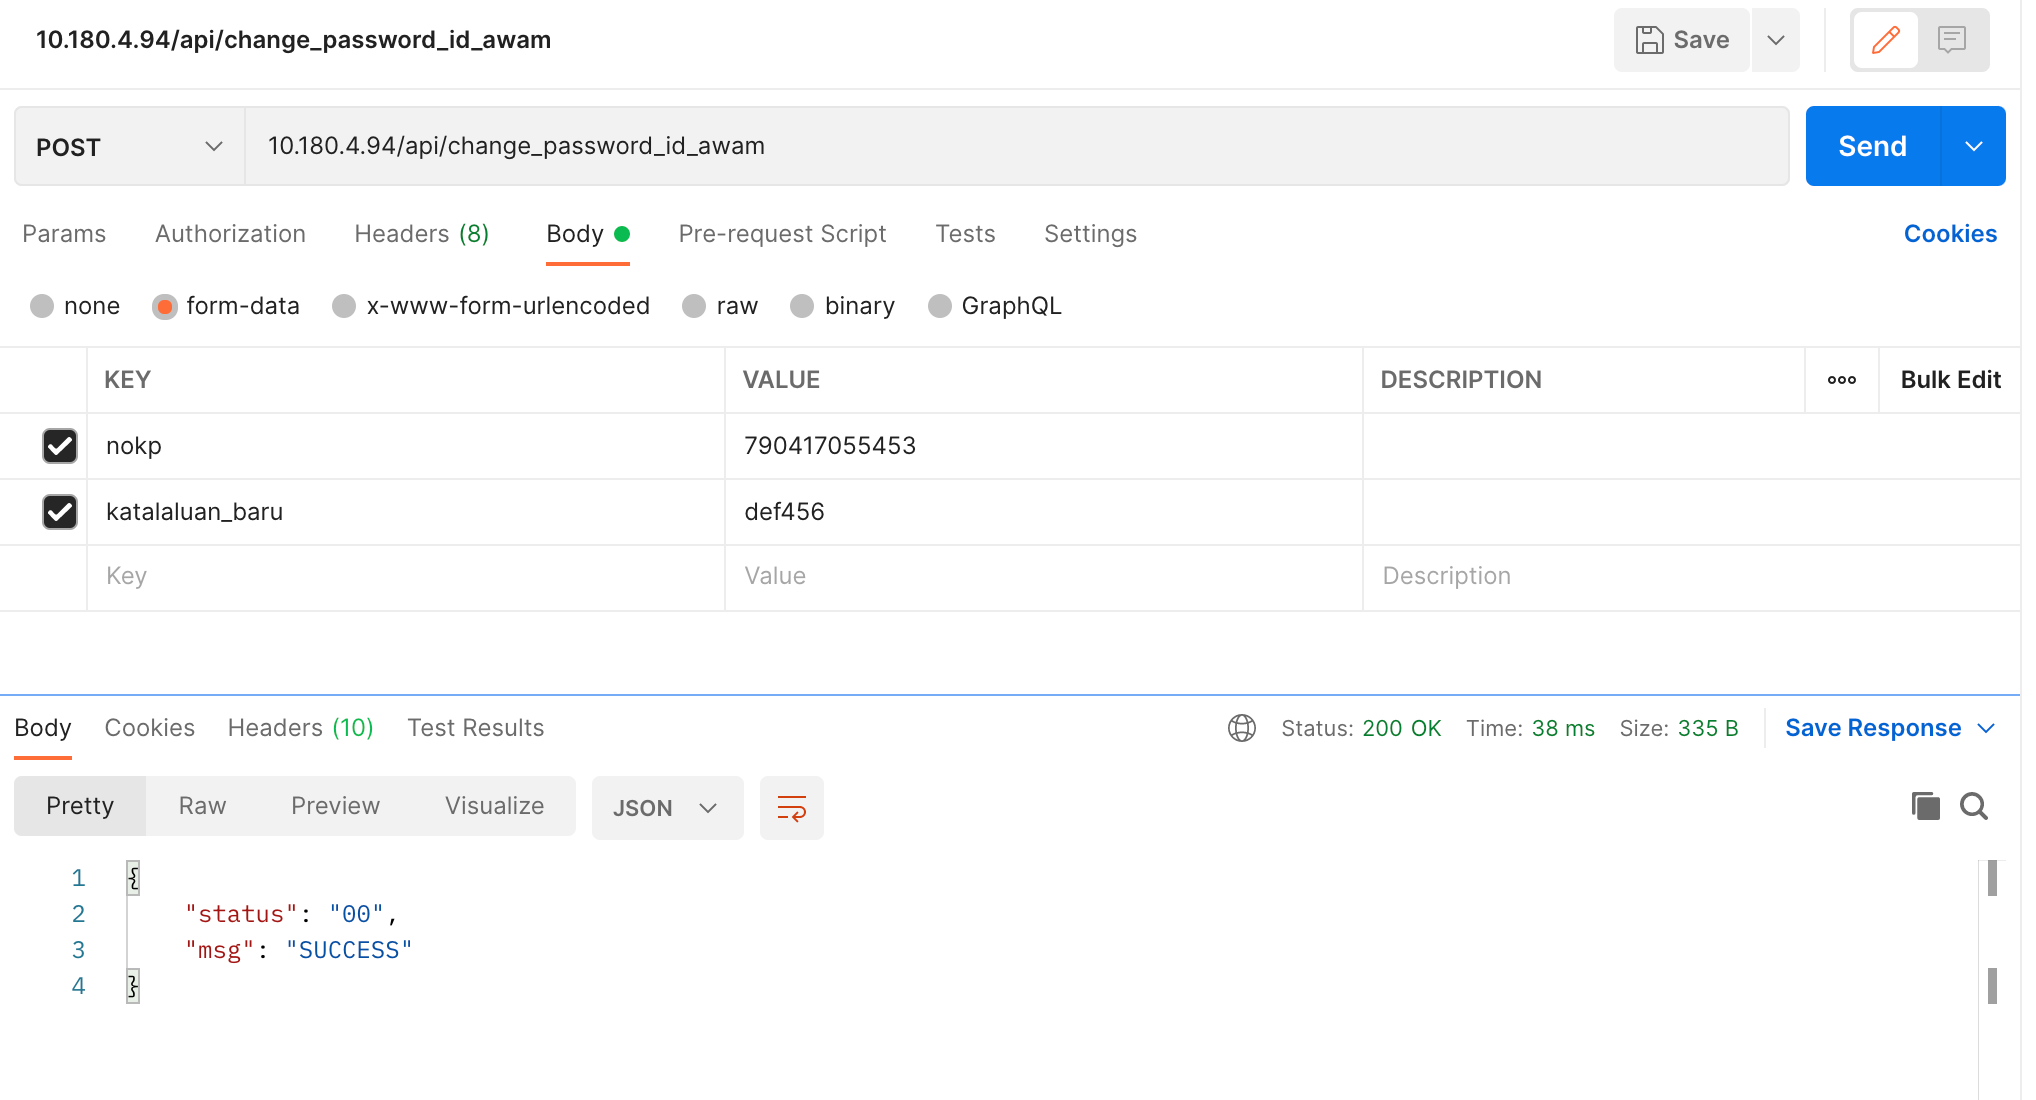 10.180.4.94/api/change_password_id_awam
Save
POST
10.180.4.94/api/change_password_id_awam
Send
Params Authorization Headers (8) Body Pre-request Script Tests Settings Cookies
none form-data x-www-form-urlencoded raw binary GraphQL
KEY VALUE DESCRIPTION ooo Bulk Edit
nokp 790417055453
katalaluan_baru def456
Key Value Description
Body Cookies Headers (10) Test Results Status: 200 OK Time: 38 ms Size: 335 B Save Response
Pretty Raw Preview Visualize JSON
1 {
2 "status": "00",
3 "msg": "SUCCESS"
4 }